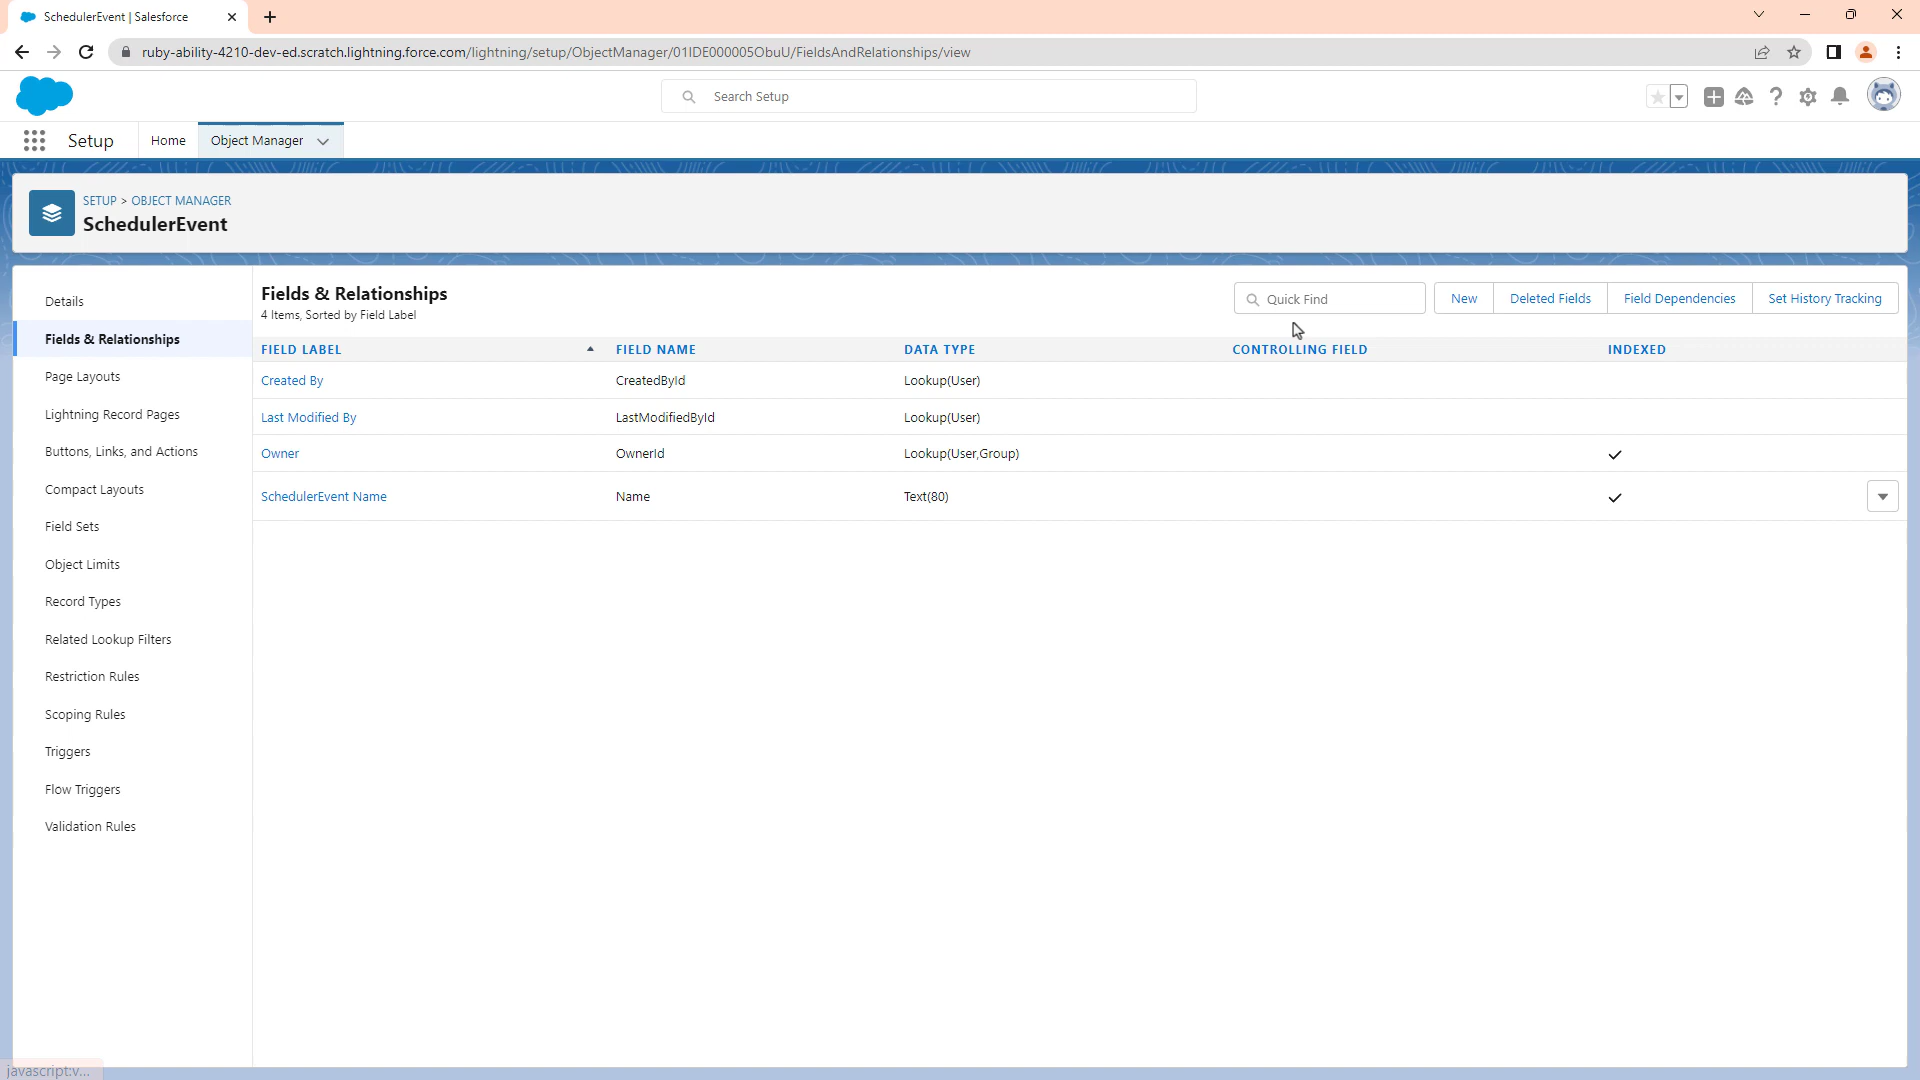 SchedulerEvent | Salesforce
ruby-ability-4210-dev-ed.scratch.lightning.force.com/lightning/setup/ObjectManager/01IDE000005ObuU/FieldsAndRelationships/view
Search Setup
Setup
Home
Object Manager
SETUP > OBJECT MANAGER
SchedulerEvent
Details
Fields & Relationships
Page Layouts
Lightning Record Pages
Buttons, Links, and Actions
Compact Layouts
Field Sets
Object Limits
Record Types
Related Lookup Filters
Restriction Rules
Scoping Rules
Triggers
Flow Triggers
Validation Rules
Fields & Relationships
4 Items, Sorted by Field Label
Quick Find
New
Deleted Fields
Field Dependencies
Set History Tracking
FIELD LABEL FIELD NAME DATA TYPE CONTROLLING FIELD INDEXED
Created By CreatedById Lookup(User)
Last Modified By LastModifiedById Lookup(User)
Owner OwnerId Lookup(User,Group)
SchedulerEvent Name Name Text(80)
javascript:v...